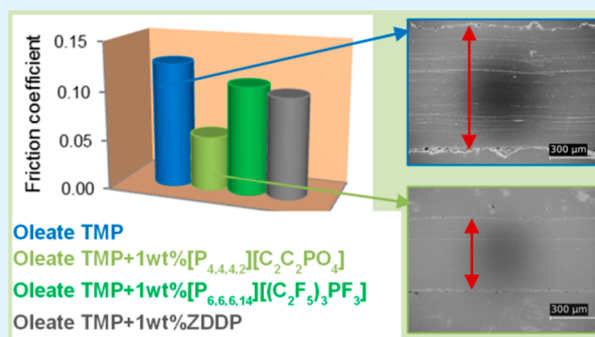 Friction coefficient
0.15
0.10
0.05
0.00
300 µm
300 µm
Oleate TMP
Oleate TMP+1wt%[P4,4,4,2][C2C2PO4]
Oleate TMP+1wt%[P6,6,6,14][(C2F5)3PF3]
Oleate TMP+1wt%ZDDP